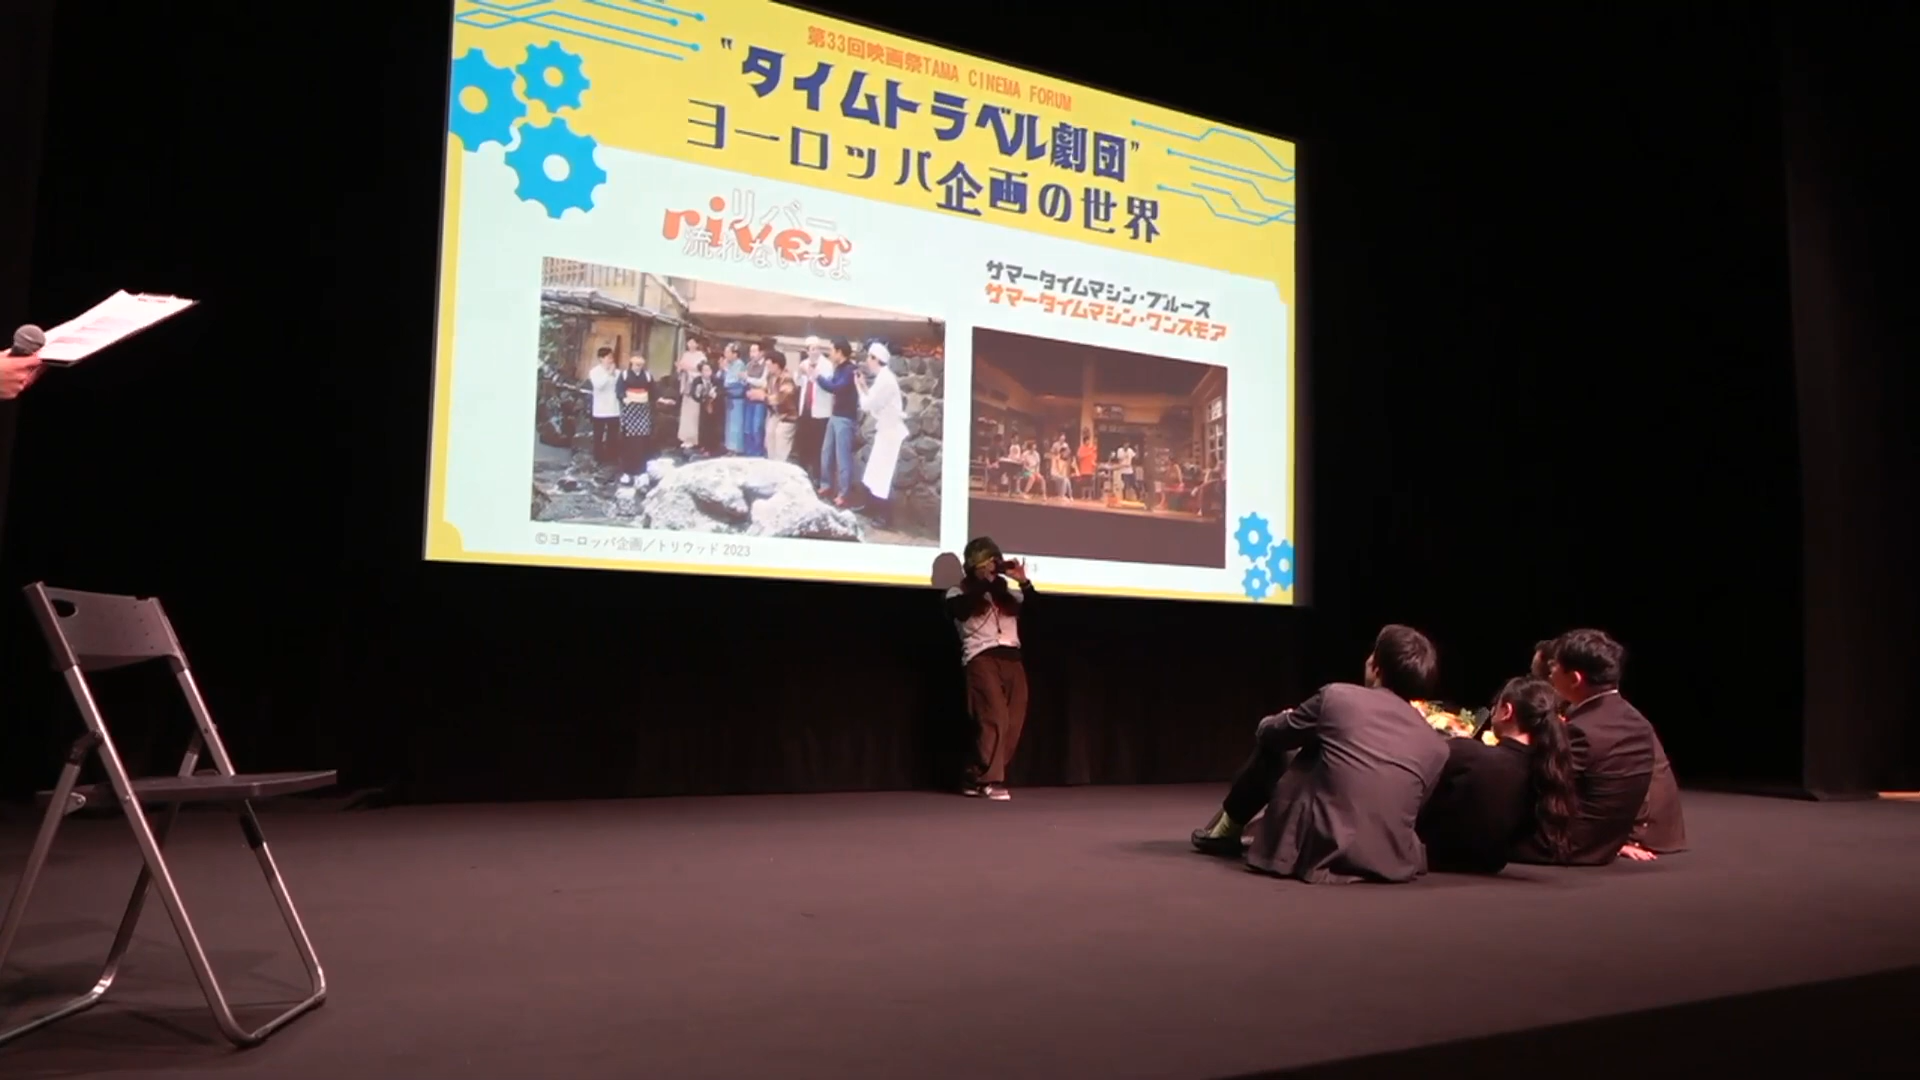 第33回映画祭TAMA CINEMA FORUM
"タイムトラベル劇団"
ヨーロッパ企画の世界
リバー
river
流れないでよ
サマータイムマシン・ブルース
サマータイムマシン・ワンスモア
©ヨーロッパ企画／トリウッド 2023